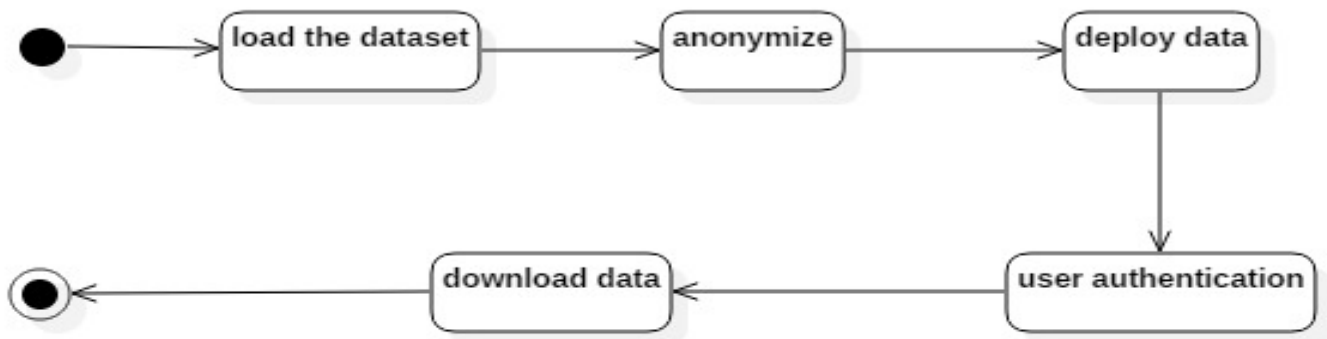 load the dataset
anonymize
deploy data
user authentication
download data